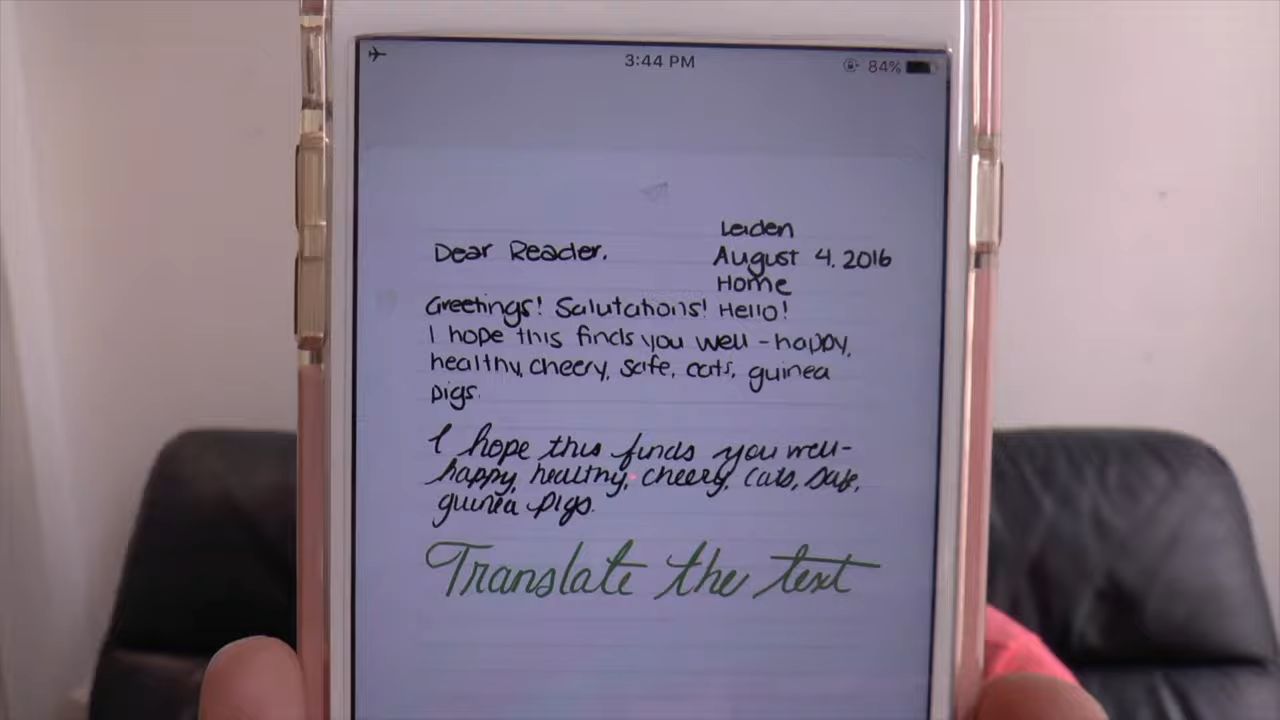 3:44 PM 84%
Leiden
Dear Reader,
August 4, 2016
Home
Greetings! Salutations! Hello!
I hope this finds you well - happy,
healthy, cheery, safe, cats, guinea
pigs.
I hope this finds you well-
happy, healthy, cheery, cats, safe,
guinea pigs.
Translate the text